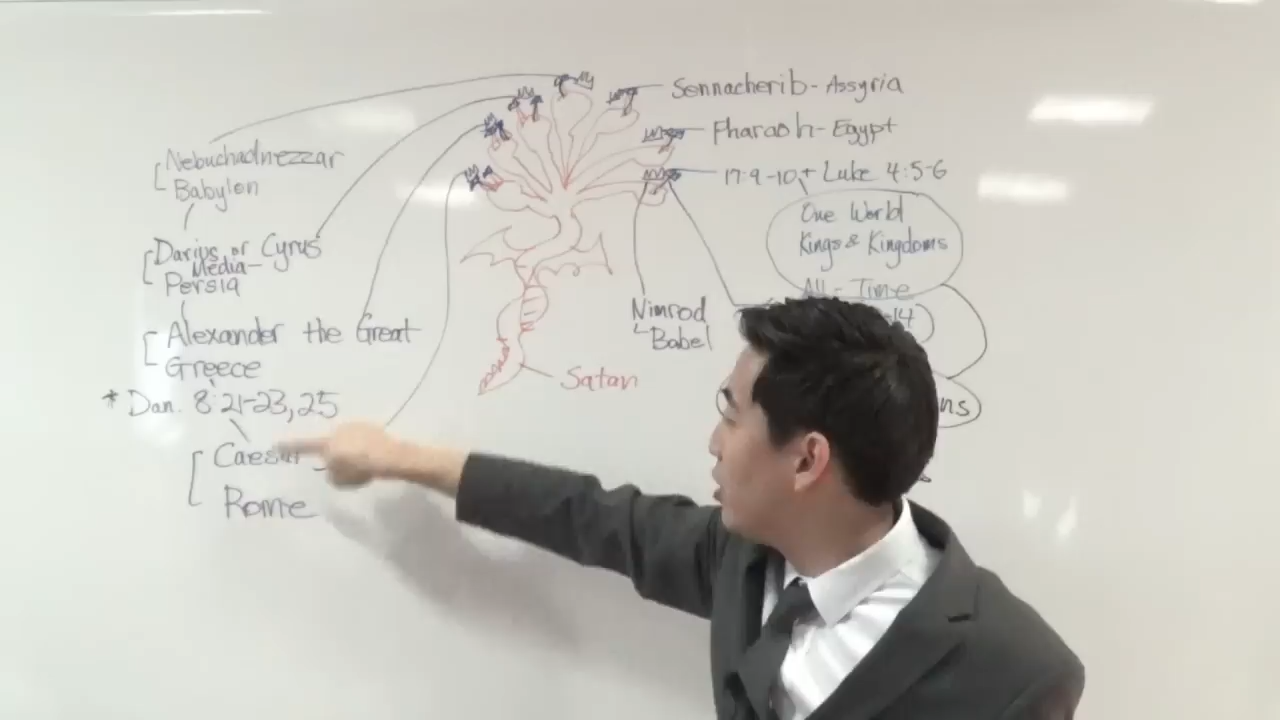 Sennacherib - Assyria
Pharaoh - Egypt
17:9-10, + Luke 4:5-6
One World
Kings & Kingdoms
All - Time
Nebuchadnezzar
Babylon
Darius or Cyrus
Media-
Persia
Alexander the Great
Greece
* Dan. 8:21-23, 25
Caesar
Rome
Nimrod
Babel
Satan